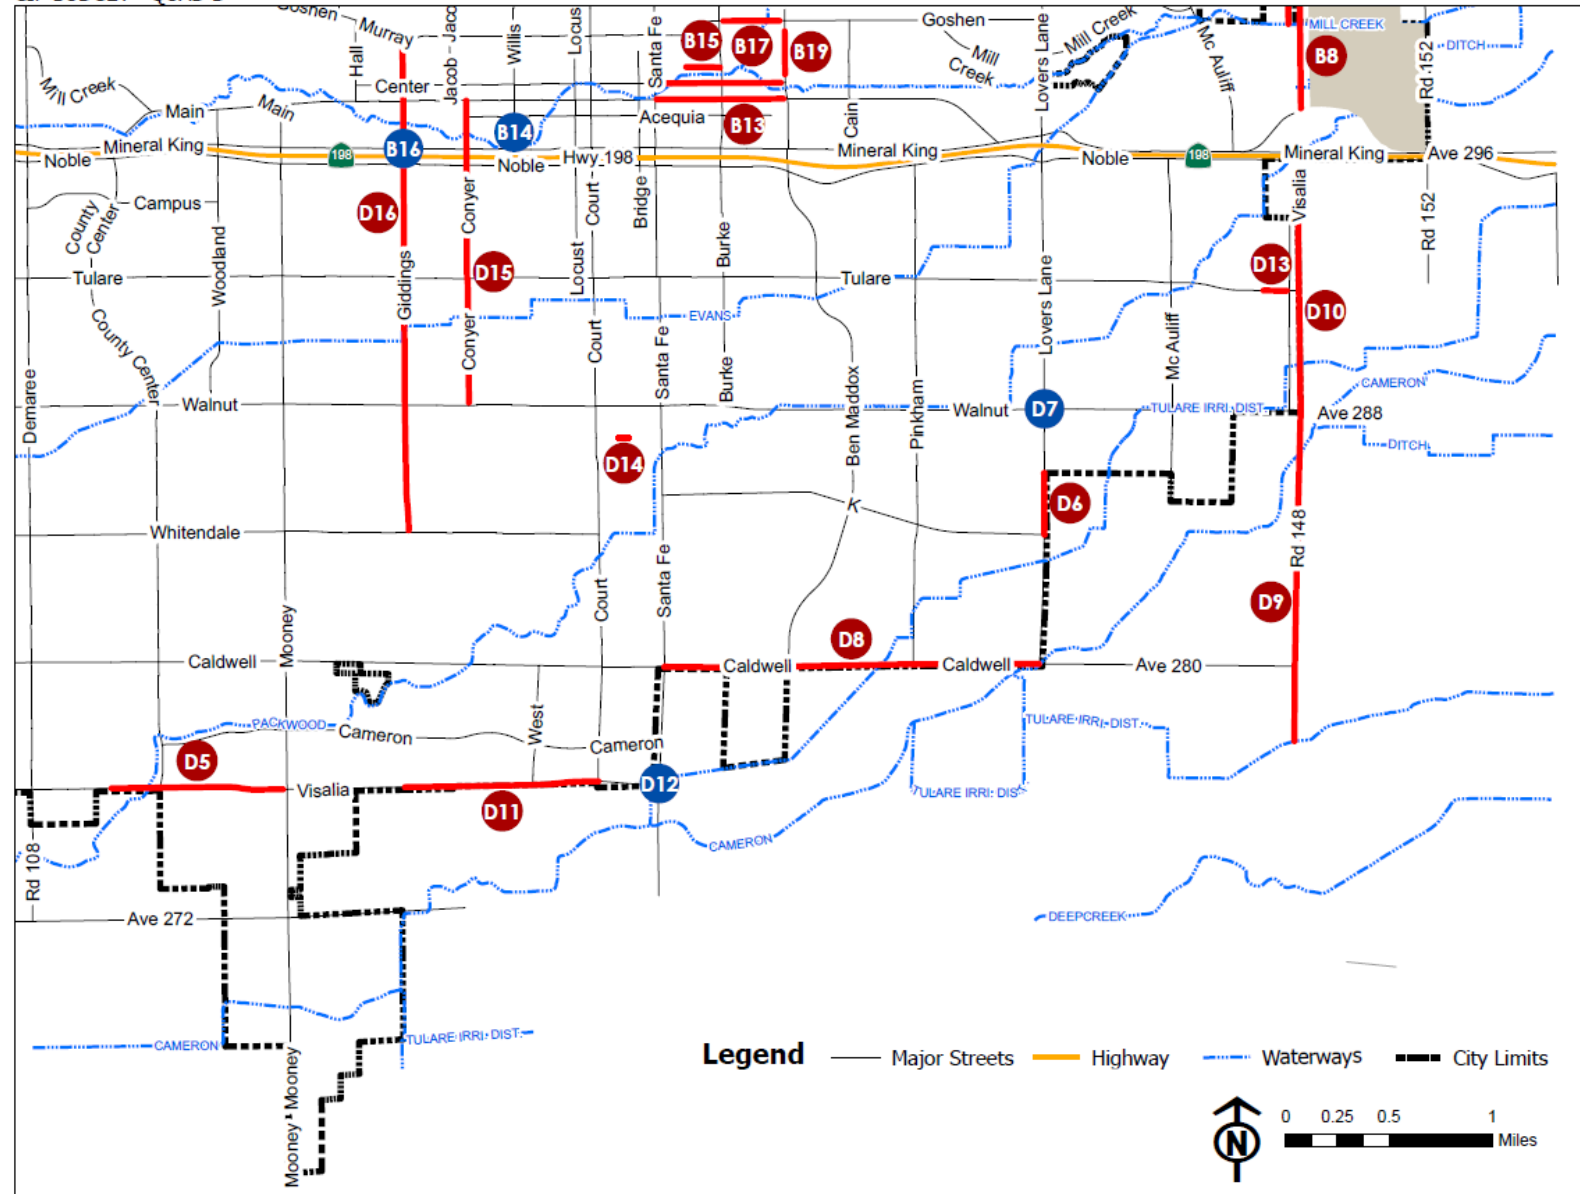 Goshen
Murray
Hall
Jacob - Jacc
Willis
Locus
Santa Fe
B15
B17
B19
Goshen
Mill
Creek
Lovers Lane
Mill Creek
Mc Auliff
MILL CREEK
B8
Rd 152
DITCH
Mill Creek
Center
Main
Main
Acequia
B13
Cain
B14
B16
Noble
Mineral King
198
Noble
Hwy 198
Mineral King
Noble
198
Mineral King
Ave 296
Campus
County
Center
Woodland
D16
Conyer
Court
Bridge
Burke
Visalia
Rd 152
Tulare
Giddings
D15
Locust
Tulare
Lovers Lane
D13
D10
EVANS
County Center
Conyer
Court
Santa Fe
Burke
Mc Auliff
CAMERON
Demaree
Walnut
Ben Maddox
Pinkham
Walnut
D7
TULARE IRRI. DIST.
Ave 288
DITCH
D14
D6
K
Whitendale
Rd 148
Court
Santa Fe
D9
Mooney
Caldwell
D8
Caldwell
Caldwell
Ave 280
PACKWOOD
Cameron
West
Cameron
TULARE IRRI. DIST.
D5
Visalia
D11
D12
TULARE IRRI. DIS
CAMERON
Rd 108
Ave 272
DEEPCREEK
CAMERON
TULARE IRRI. DIST.
Mooney - Mooney
Legend
Major Streets
Highway
Waterways
City Limits
N
0 0.25 0.5 1
Miles